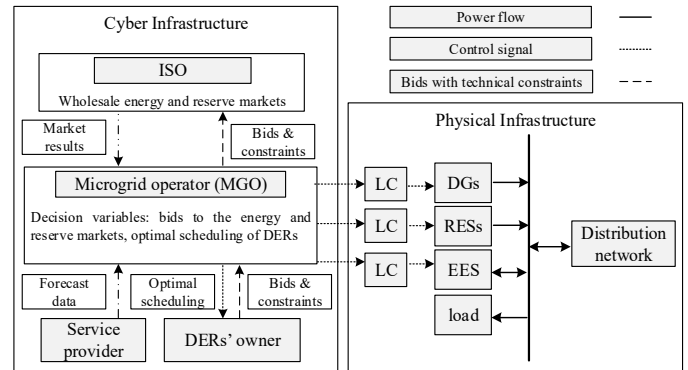 Cyber Infrastructure
ISO
Wholesale energy and reserve markets
Market
results
Bids &
constraints
Microgrid operator (MGO)
Decision variables: bids to the energy and
reserve markets, optimal scheduling of DERs
Forecast
data
Optimal
scheduling
Bids &
constraints
Service
provider
DERs’ owner
Power flow
Control signal
Bids with technical constraints
Physical Infrastructure
LC
DGs
LC
RESs
LC
EES
load
Distribution
network